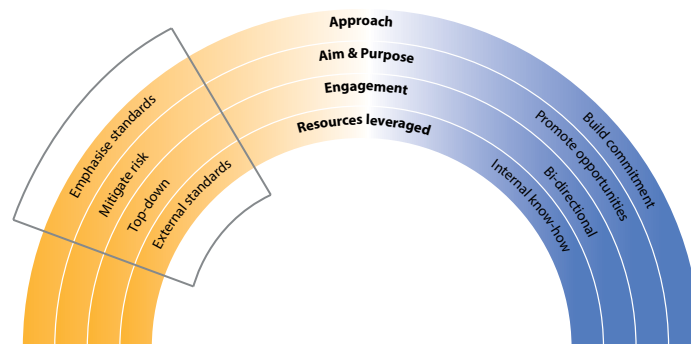 Approach
Aim & Purpose
Engagement
Resources leveraged
Emphasise standards
Mitigate risk
Top-down
External standards
Build commitment
Promote opportunities
Bi-directional
Internal know-how